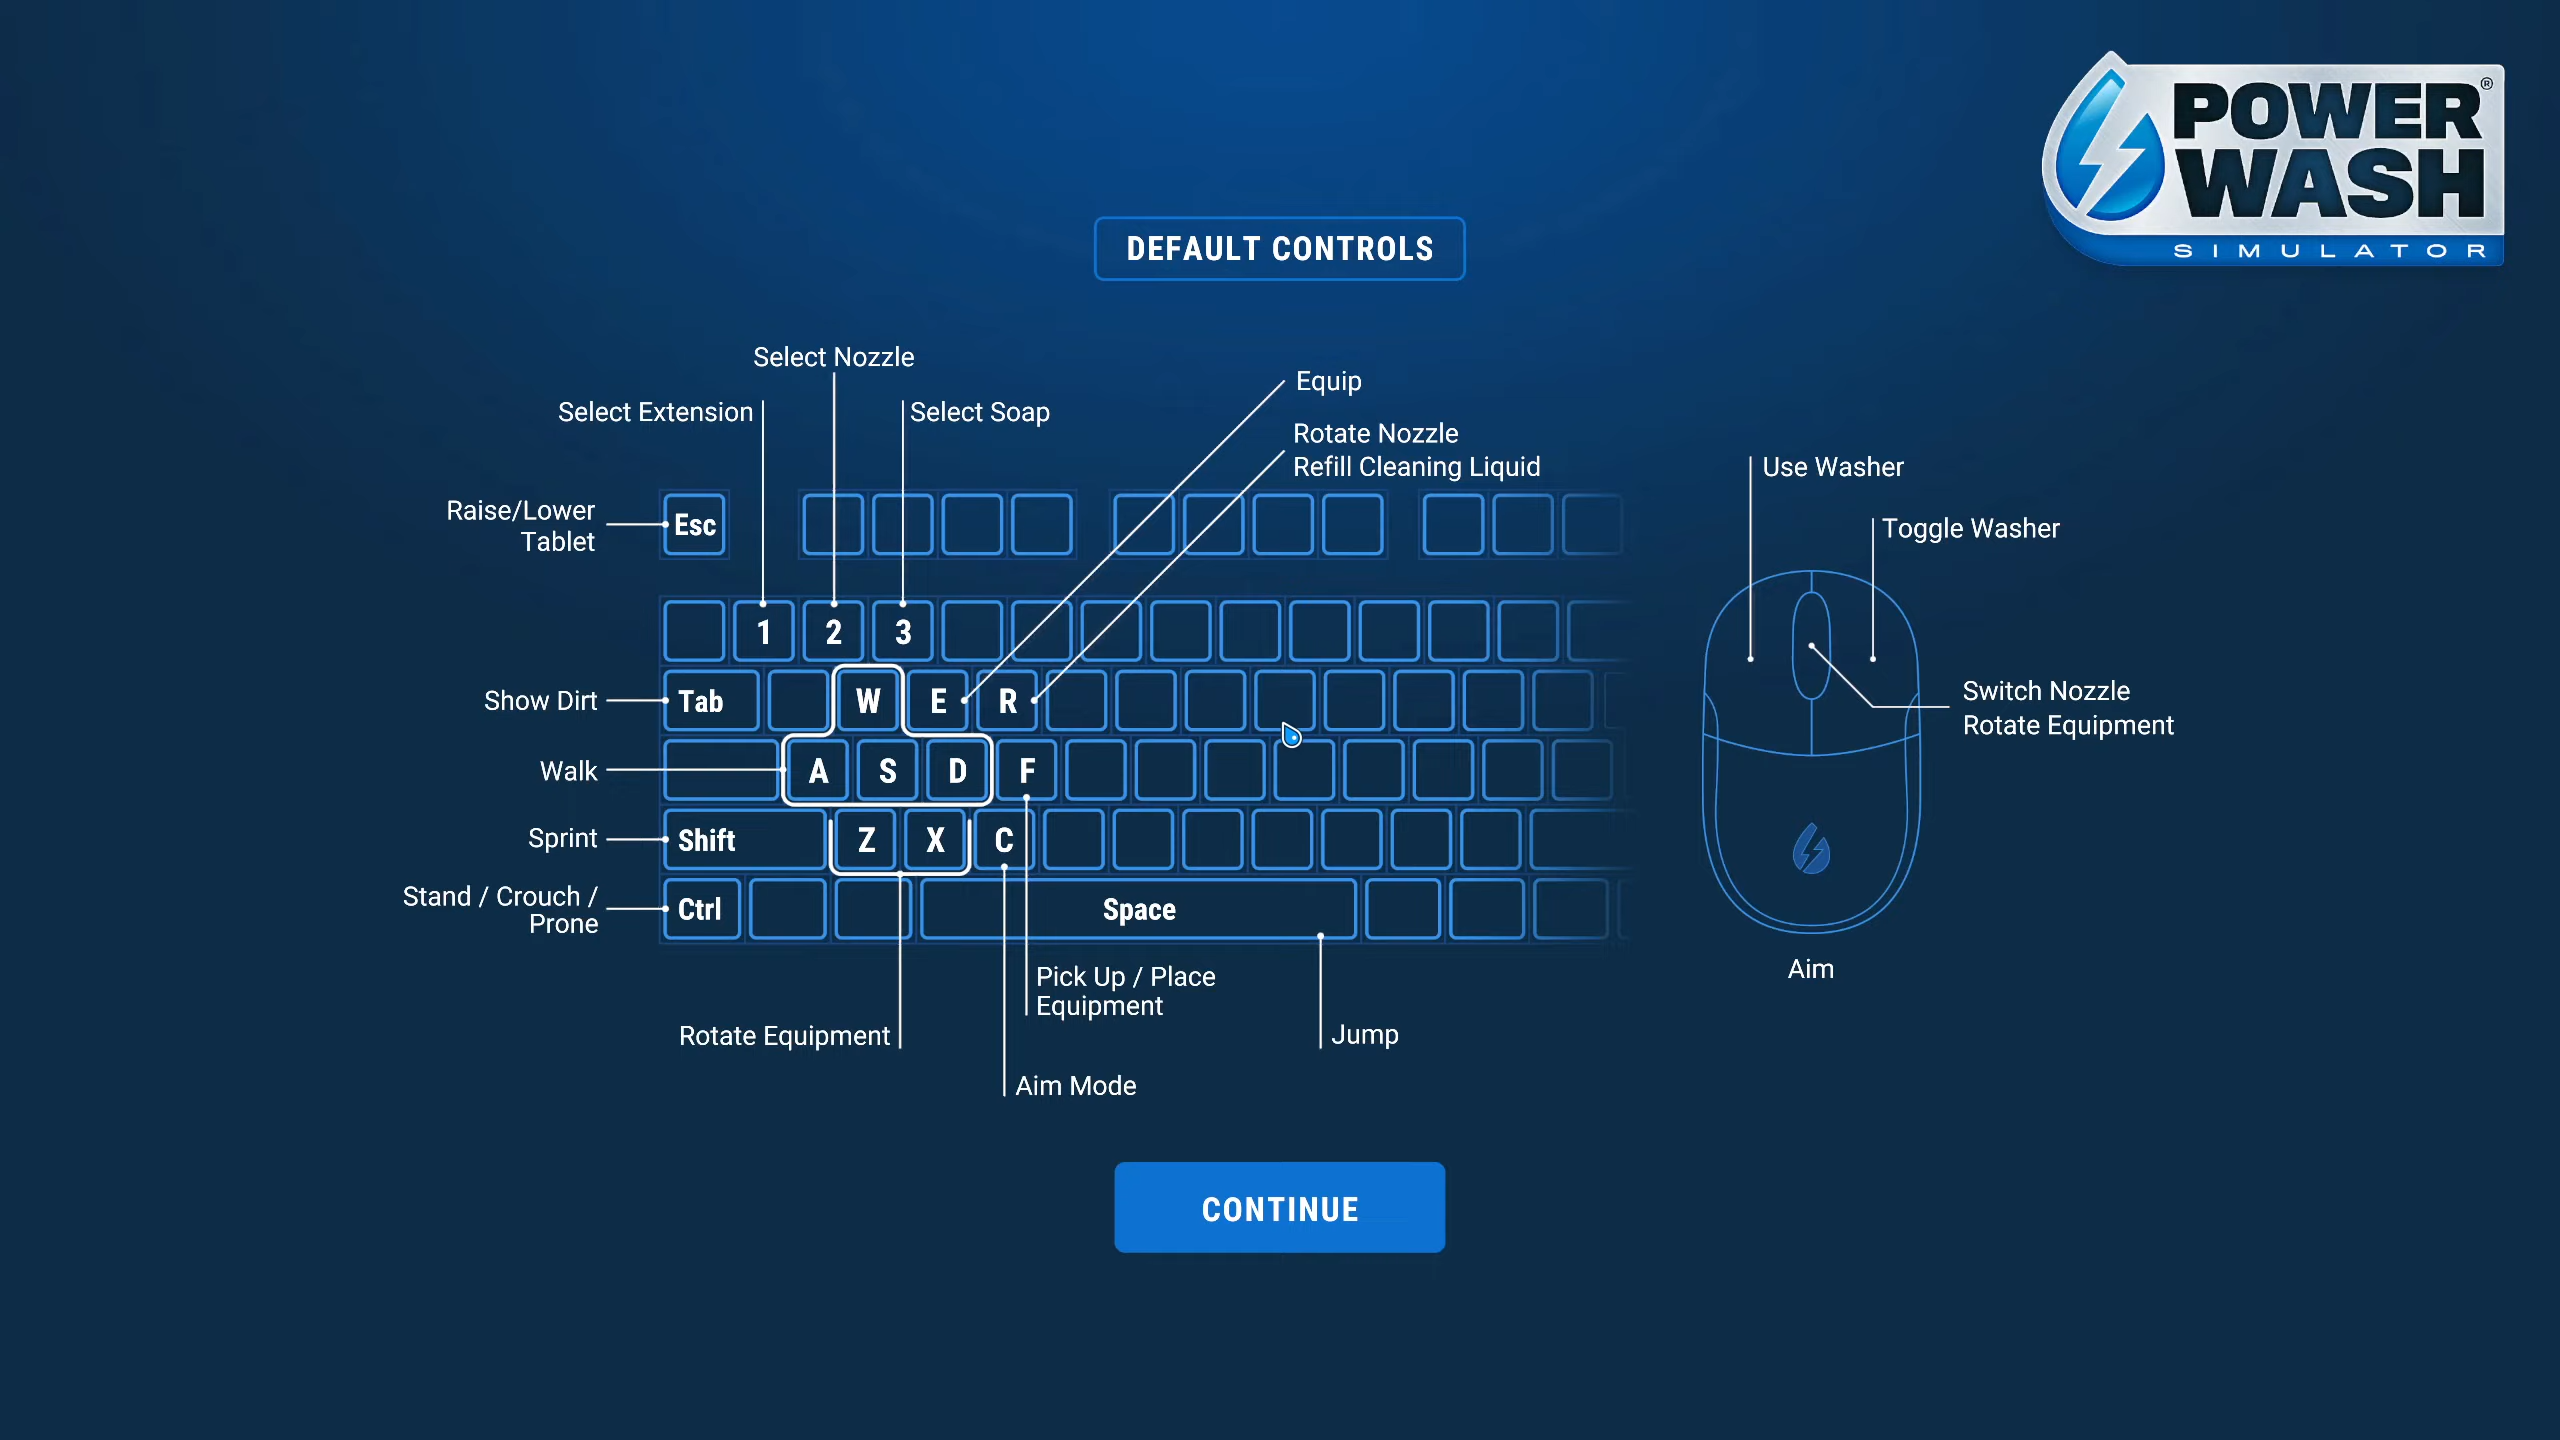 POWER
WASH
®
SIMULATOR
DEFAULT CONTROLS
Select Nozzle
Select Extension
Select Soap
Equip
Rotate Nozzle
Refill Cleaning Liquid
Raise/Lower
Tablet
Esc
Use Washer
Toggle Washer
1
2
3
Show Dirt
Tab
W
E
R
Switch Nozzle
Rotate Equipment
Walk
A
S
D
F
Sprint
Shift
Z
X
C
Stand / Crouch /
Prone
Ctrl
Space
Aim
Pick Up / Place
Equipment
Rotate Equipment
Jump
Aim Mode
CONTINUE